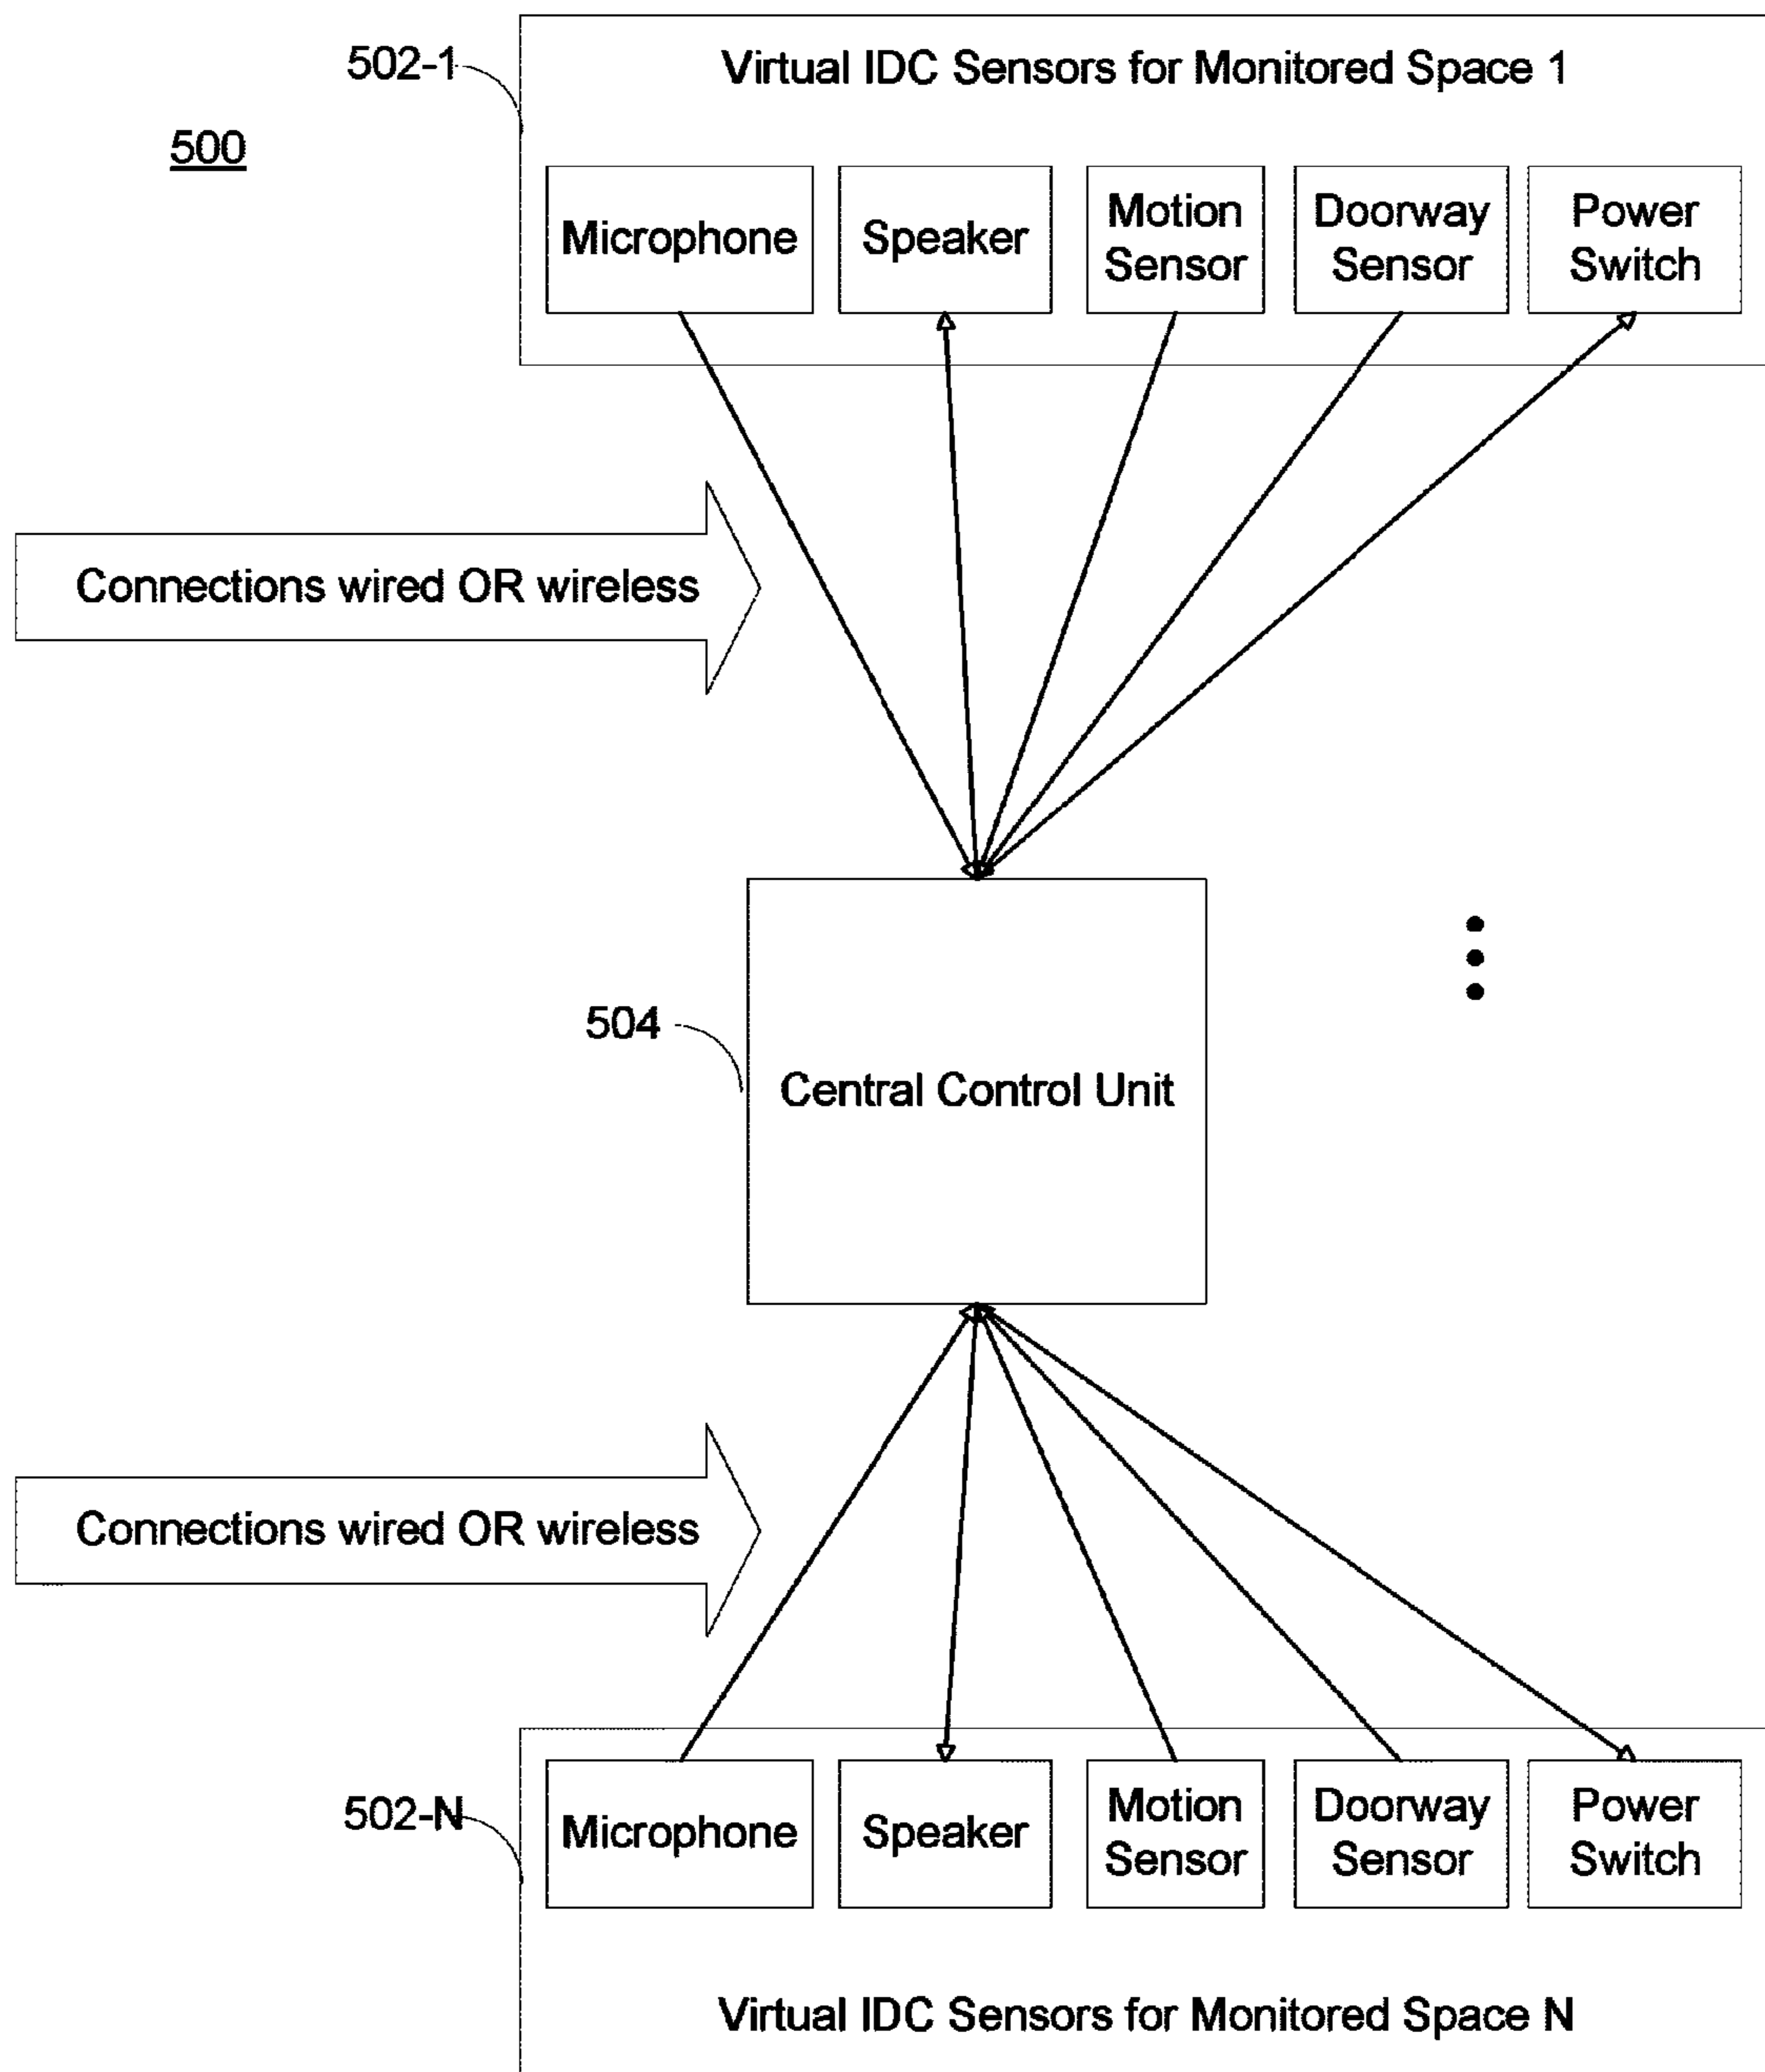 502-1
Virtual IDC Sensors for Monitored Space 1
500
Microphone
Speaker
Motion
Sensor
Doorway
Sensor
Power
Switch
Connections wired OR wireless
504
Central Control Unit
Connections wired OR wireless
502-N
Microphone
Speaker
Motion
Sensor
Doorway
Sensor
Power
Switch
Virtual IDC Sensors for Monitored Space N